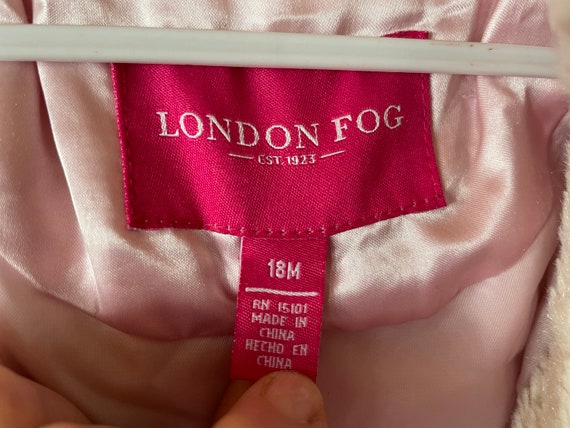 LONDON FOG
EST. 1923
18M
RN 15101
MADE IN
CHINA
HECHO EN
CHINA